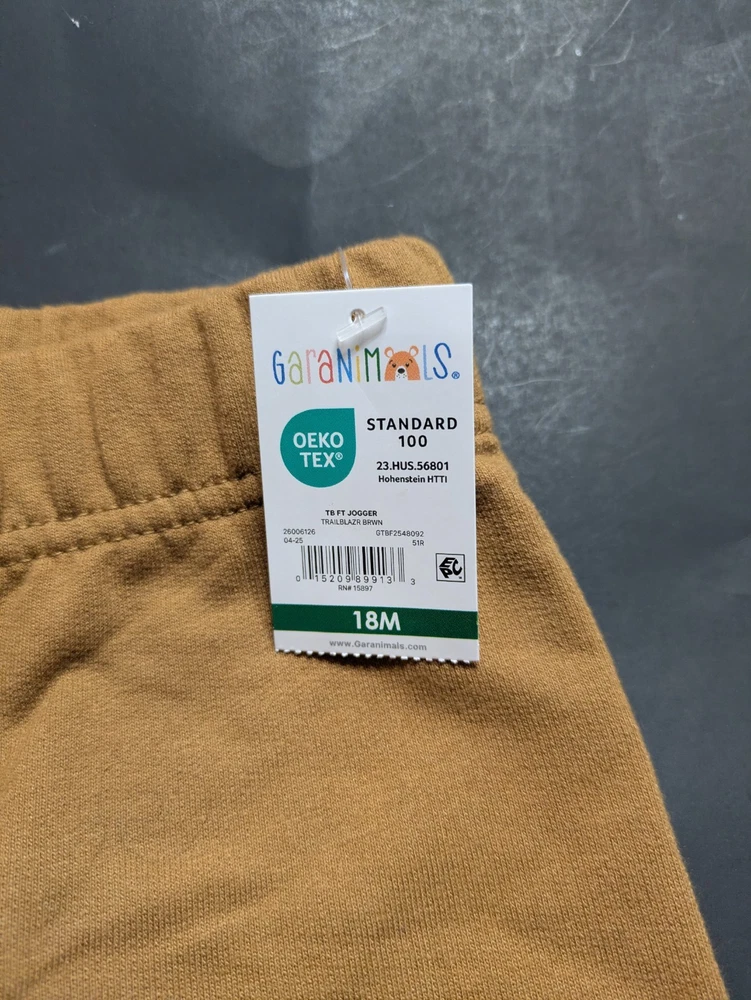 GaraNiMALS®
OEKO
TEX®
STANDARD
100
23.HUS.56801
Hohenstein HTTI
TB FT JOGGER
TRAILBLAZR BRWN
26006126 GTBF2548092
04-25 51R
0 15209 89913 3
RN# 15897
EPC
18M
www.Garanimals.com